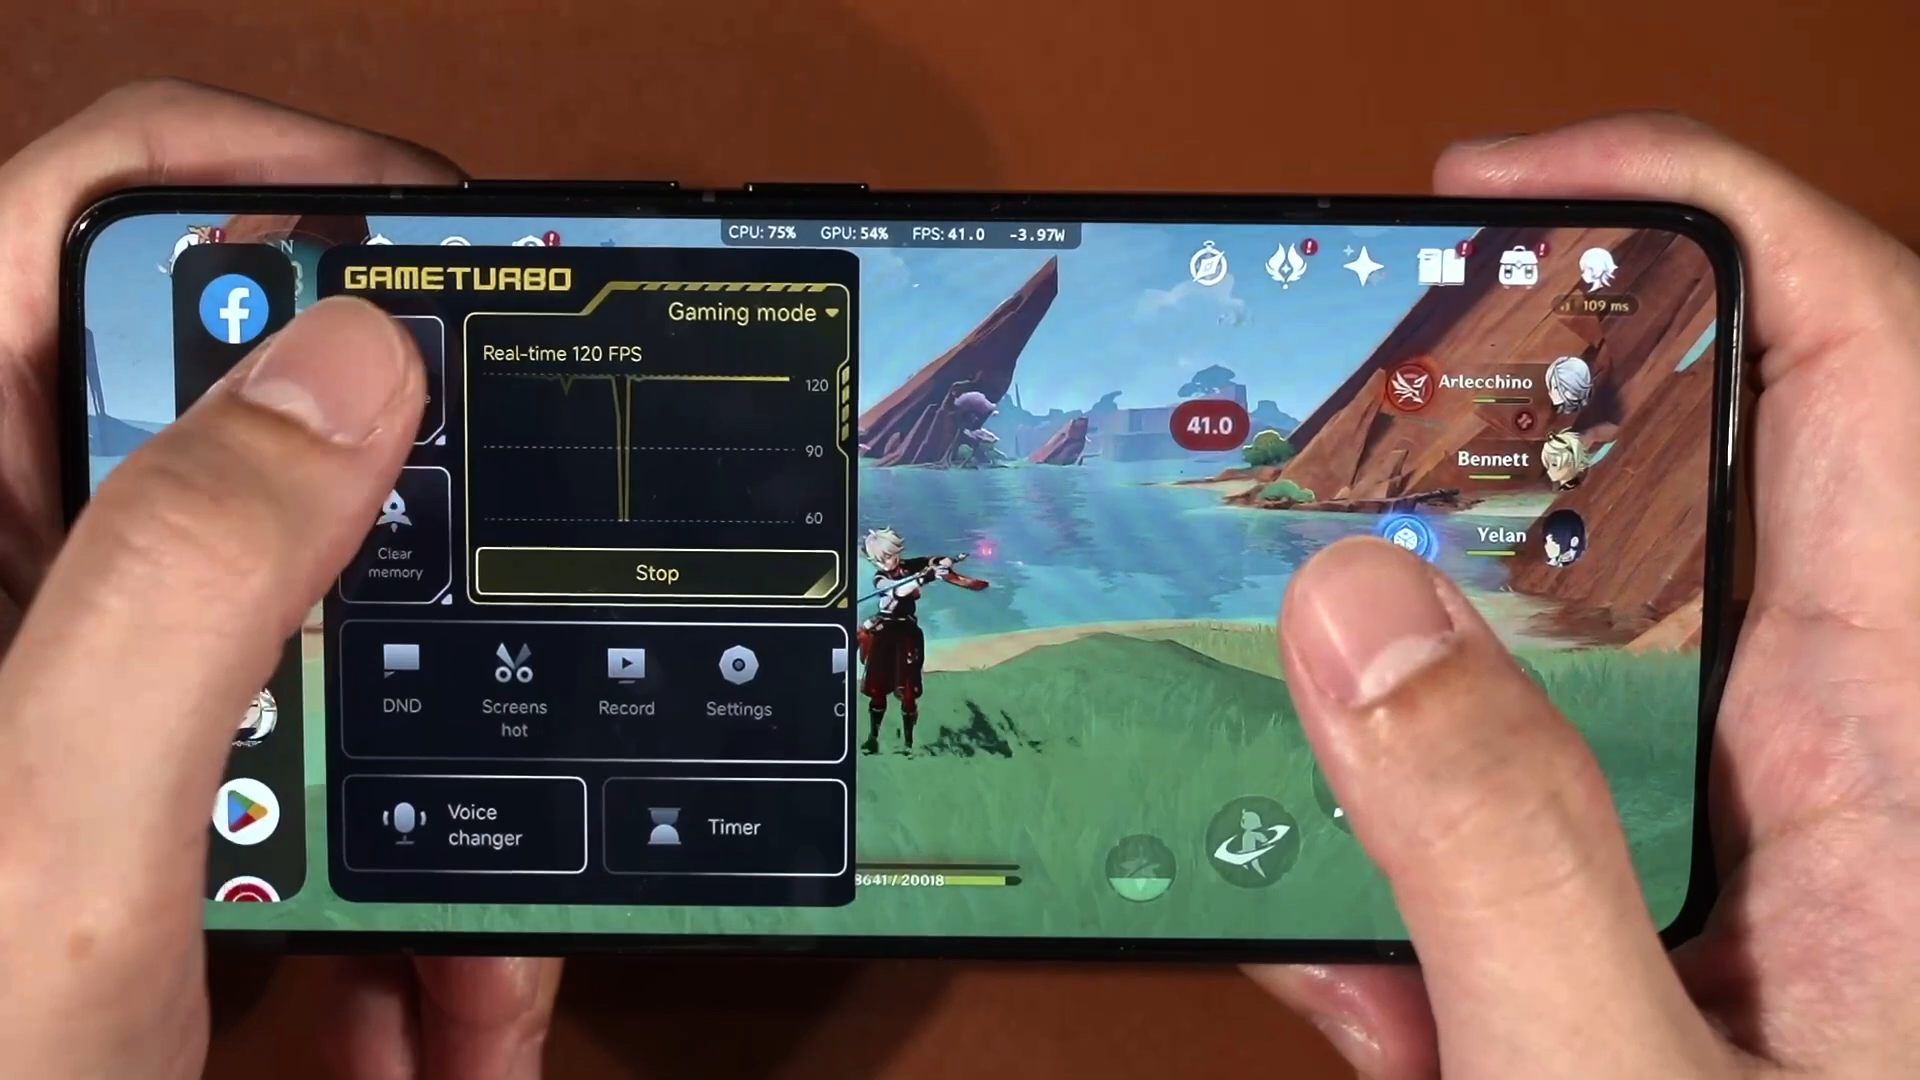 CPU: 75% GPU: 54% FPS: 41.0 -3.97W
N
GAMETURBO
Gaming mode
Real-time 120 FPS
120
90
60
Stop
Clear
memory
DND
Screens
hot
Record
Settings
Voice
changer
Timer
109 ms
Arlecchino
41.0
Bennett
Yelan
8641/20018